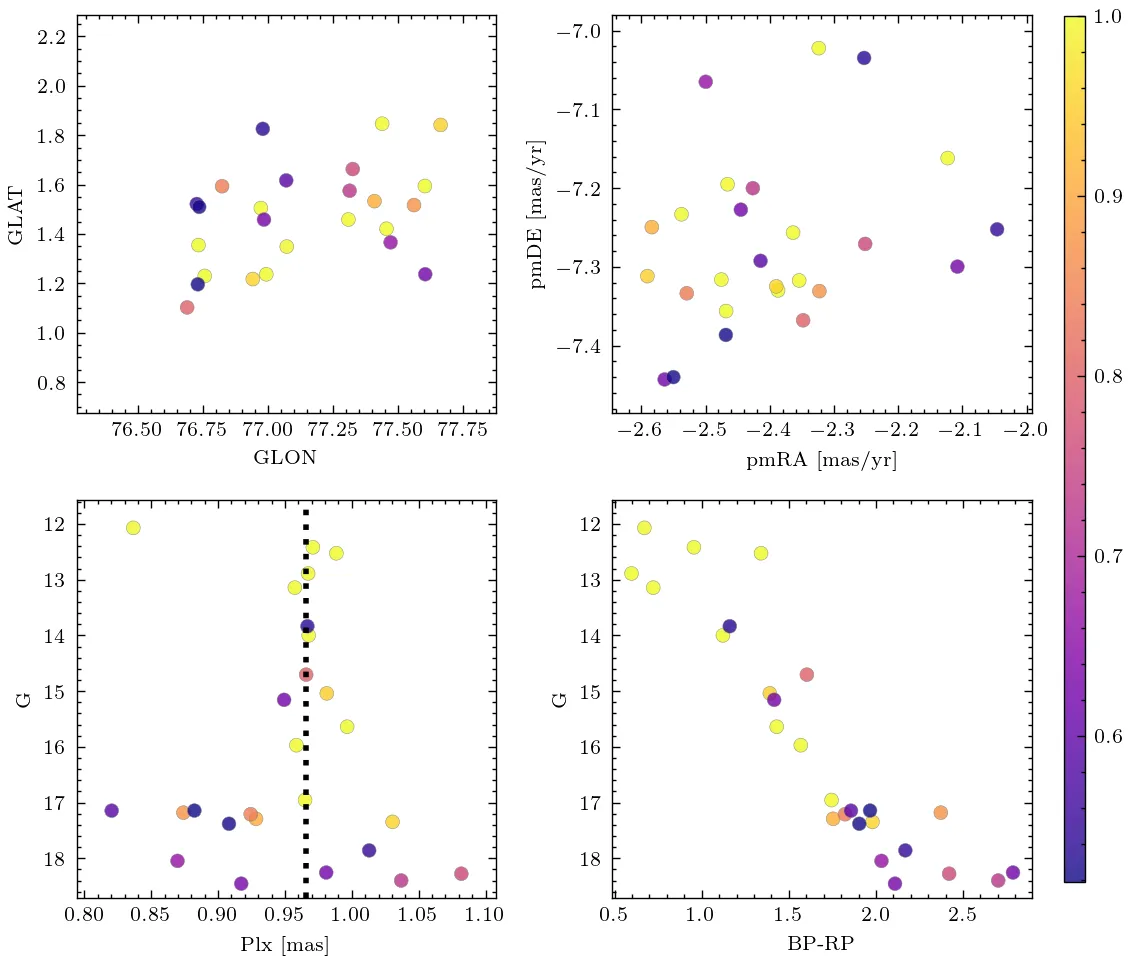 2.2
2.0
1.8
1.6
1.4
1.2
1.0
0.8
GLAT
76.50 76.75 77.00 77.25 77.50 77.75
GLON
−7.0
−7.1
−7.2
−7.3
−7.4
pmDE [mas/yr]
−2.6 −2.5 −2.4 −2.3 −2.2 −2.1 −2.0
pmRA [mas/yr]
12
13
14
15
16
17
18
G
0.80 0.85 0.90 0.95 1.00 1.05 1.10
Plx [mas]
12
13
14
15
16
17
18
G
0.5 1.0 1.5 2.0 2.5
BP-RP
1.0
0.9
0.8
0.7
0.6